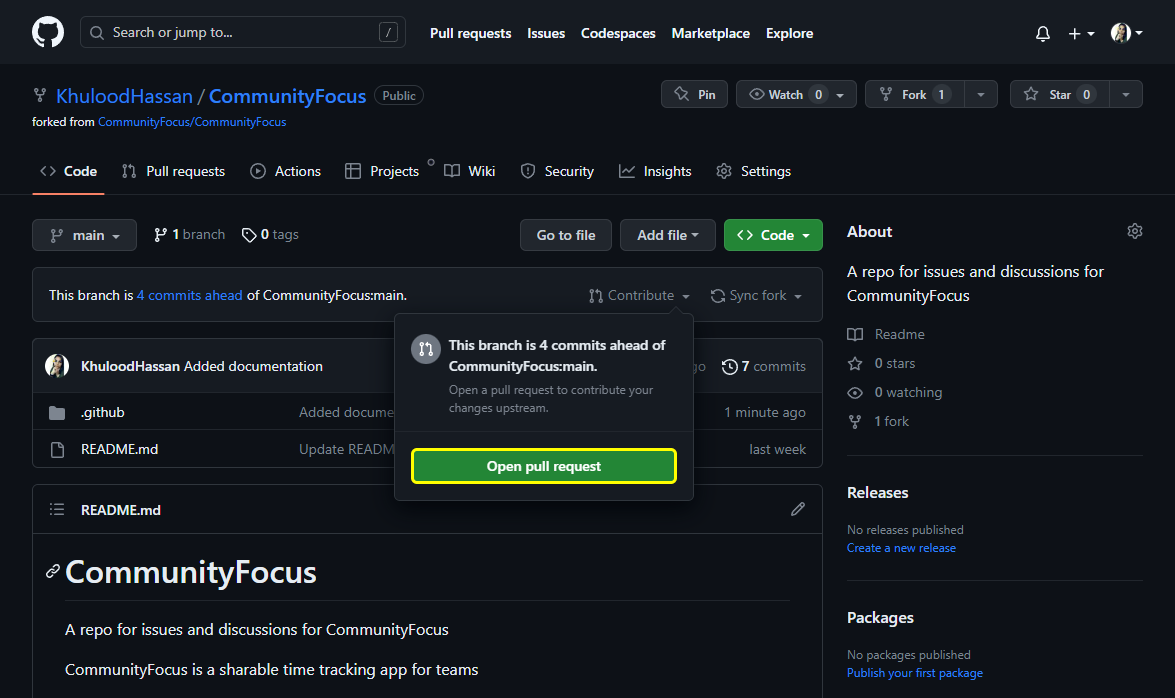 Search or jump to... /
Pull requests Issues Codespaces Marketplace Explore
KhuloodHassan / CommunityFocus Public
forked from CommunityFocus/CommunityFocus
Pin
Watch 0
Fork 1
Star 0
Code Pull requests Actions Projects Wiki Security Insights Settings
main 1 branch 0 tags
Go to file Add file Code
This branch is 4 commits ahead of CommunityFocus:main.
Contribute Sync fork
This branch is 4 commits ahead of
CommunityFocus:main.
Open a pull request to contribute your
changes upstream.
Open pull request
KhuloodHassan Added documentation go 7 commits
.github Added docume 1 minute ago
README.md Update READM last week
README.md
CommunityFocus
A repo for issues and discussions for CommunityFocus
CommunityFocus is a sharable time tracking app for teams
About
A repo for issues and discussions for
CommunityFocus
Readme
0 stars
0 watching
1 fork
Releases
No releases published
Create a new release
Packages
No packages published
Publish your first package